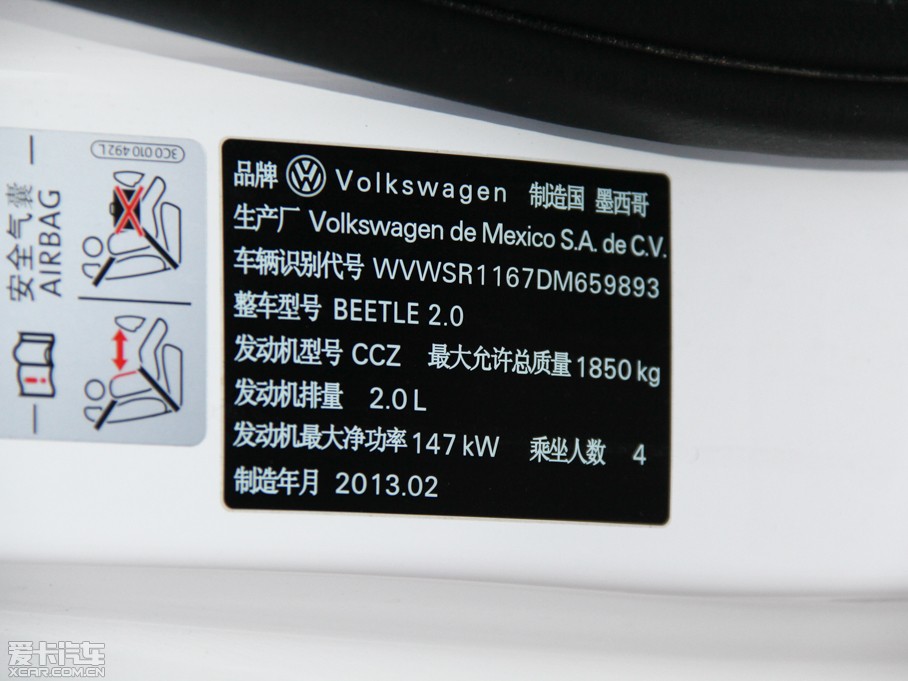 品牌 Volkswagen 制造国 墨西哥
生产厂 Volkswagen de Mexico S.A. de C.V.
车辆识别代号 WVWSR1167DM659893
整车型号 BEETLE 2.0
发动机型号 CCZ 最大允许总质量 1850 kg
发动机排量 2.0 L
发动机最大净功率 147 kW 乘坐人数 4
制造年月 2013.02
安全气囊
AIRBAG
3C0 010 492 L
爱卡汽车
XCAR.COM.CN